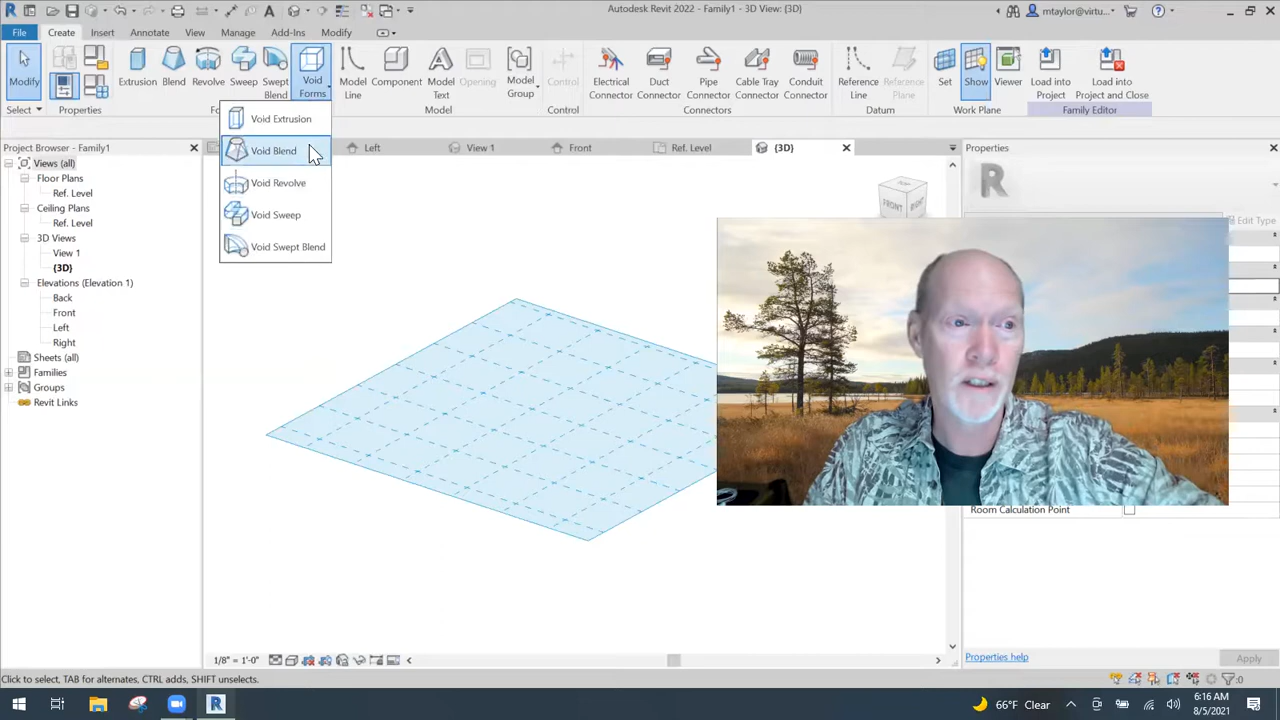 Autodesk Revit 2022 - Family1 - 3D View: {3D}
mtaylor@virtu...
File Create Insert Annotate View Manage Add-Ins Modify
Modify Extrusion Blend Revolve Sweep Swept Blend Void Forms Model Line Component Model Text Opening Model Group Control Electrical Connector Duct Connector Pipe Connector Cable Tray Connector Conduit Connector Reference Line Reference Plane Set Show Viewer Load into Project Load into Project and Close
Select Properties Model Control Connectors Datum Work Plane Family Editor
Void Extrusion
Void Blend
Void Revolve
Void Sweep
Void Swept Blend
Project Browser - Family1
Left View 1 Front Ref. Level {3D}
Properties
Views (all)
Floor Plans
Ref. Level
Ceiling Plans
Ref. Level
3D Views
View 1
{3D}
Elevations (Elevation 1)
Back
Front
Left
Right
Sheets (all)
Families
Groups
Revit Links
FRONT RIGHT
Edit Type
Room Calculation Point
Properties help
Apply
1/8" = 1'-0"
Click to select, TAB for alternates, CTRL adds, SHIFT unselects.
:0
66°F Clear
6:16 AM
8/5/2021